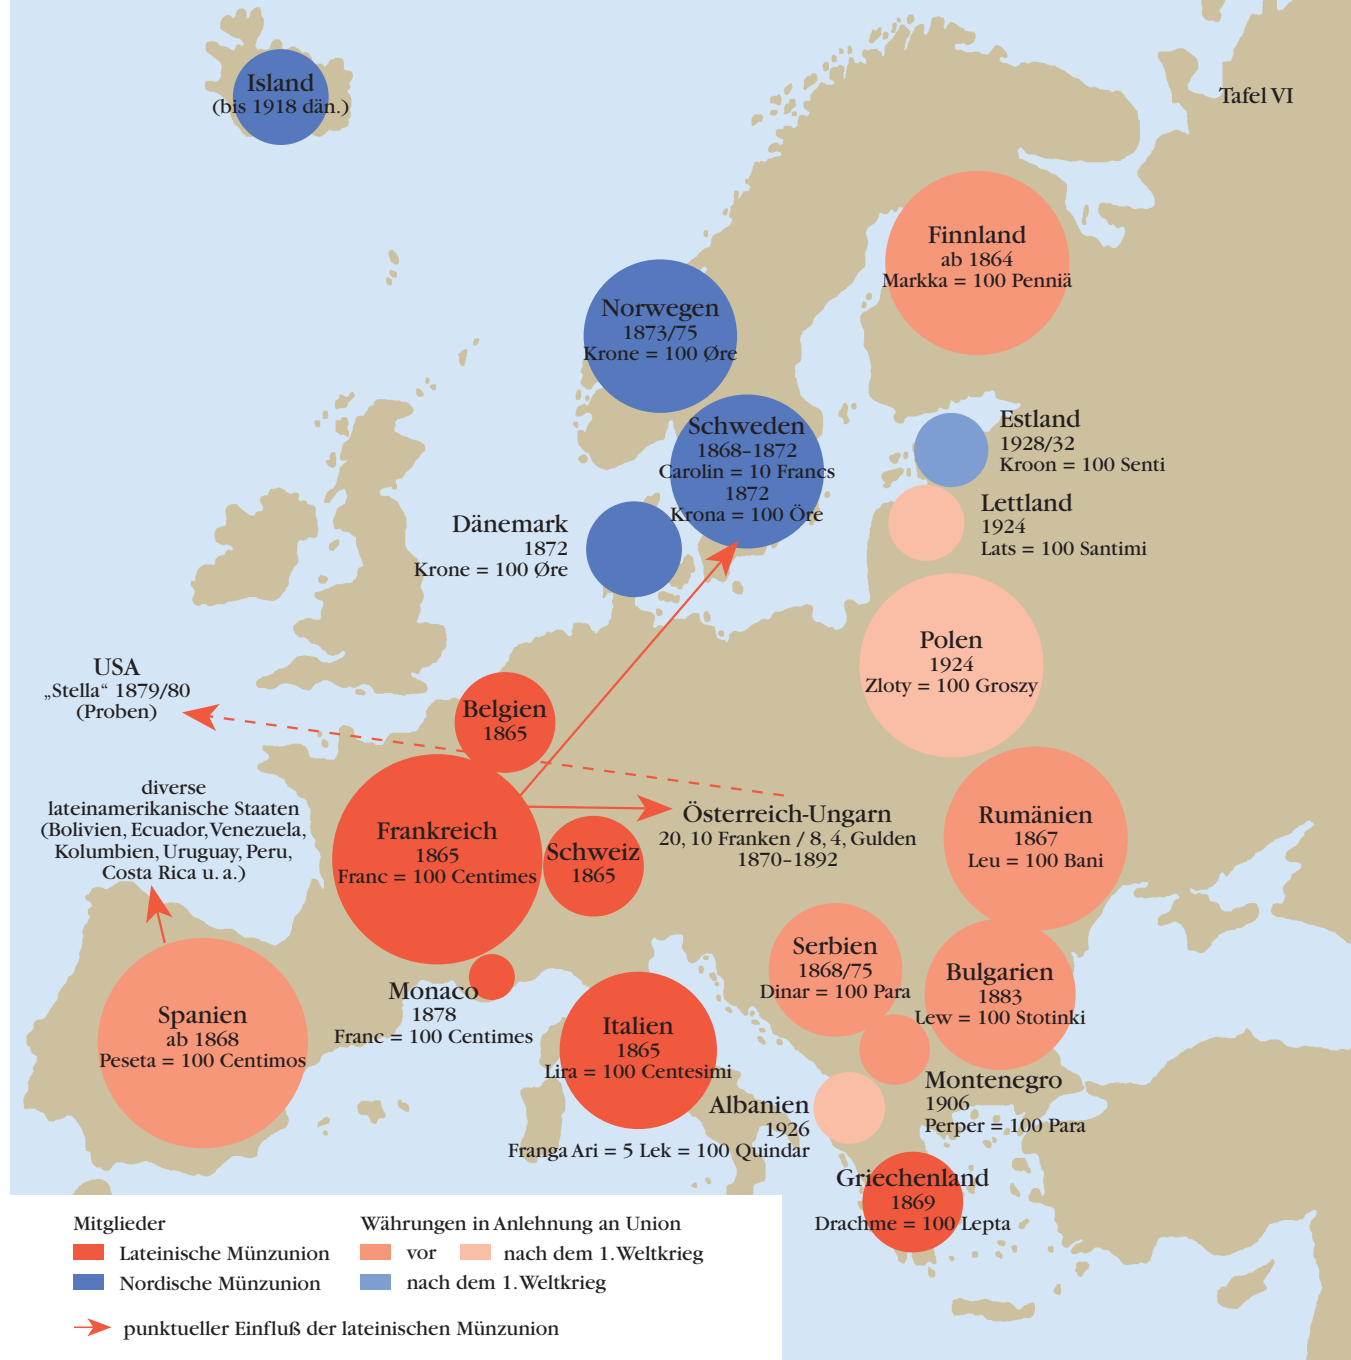 Island
(bis 1918 dän.)
Tafel VI
Finnland
ab 1864
Markka = 100 Penniä
Norwegen
1873/75
Krone = 100 Øre
Schweden
1868–1872
Carolin = 10 Francs
1872
Krona = 100 Öre
Estland
1928/32
Kroon = 100 Senti
Lettland
1924
Lats = 100 Santimi
Dänemark
1872
Krone = 100 Øre
Polen
1924
Zloty = 100 Groszy
USA
„Stella“ 1879/80
(Proben)
Belgien
1865
diverse
lateinamerikanische Staaten
(Bolivien, Ecuador, Venezuela,
Kolumbien, Uruguay, Peru,
Costa Rica u. a.)
Frankreich
1865
Franc = 100 Centimes
Schweiz
1865
Österreich-Ungarn
20, 10 Franken / 8, 4, Gulden
1870–1892
Rumänien
1867
Leu = 100 Bani
Serbien
1868/75
Dinar = 100 Para
Bulgarien
1883
Lew = 100 Stotinki
Monaco
1878
Franc = 100 Centimes
Spanien
ab 1868
Peseta = 100 Centimos
Italien
1865
Lira = 100 Centesimi
Montenegro
1906
Perper = 100 Para
Albanien
1926
Franga Ari = 5 Lek = 100 Quindar
Griechenland
1869
Drachme = 100 Lepta
Mitglieder
Lateinische Münzunion
Nordische Münzunion
Währungen in Anlehnung an Union
vor nach dem 1. Weltkrieg
nach dem 1. Weltkrieg
punktueller Einfluß der lateinischen Münzunion